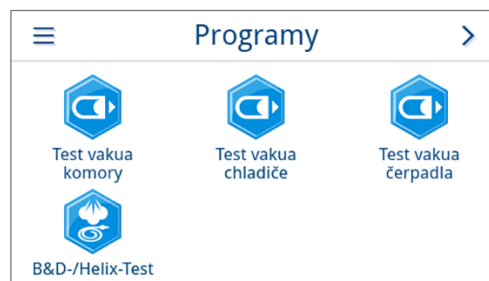 Programy
Test vakua
komory
Test vakua
chladiče
Test vakua
čerpadla
B&D-/Helix-Test